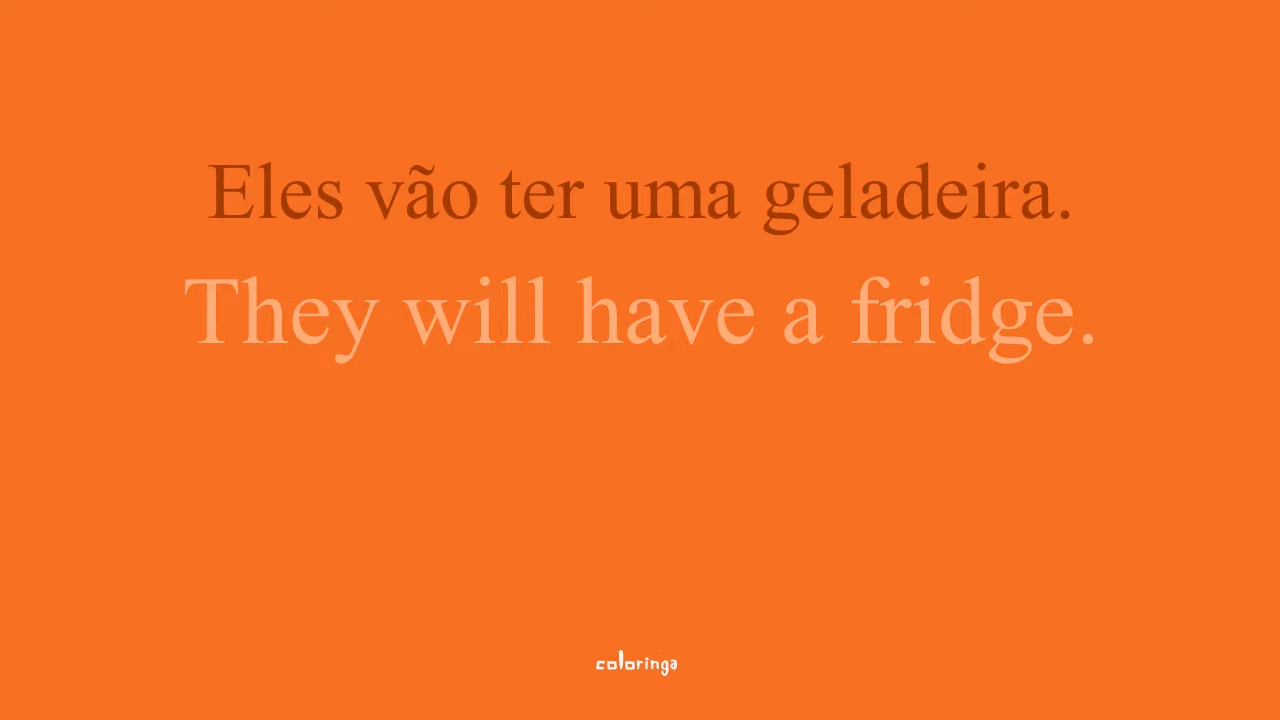 Eles vão ter uma geladeira.
They will have a fridge.
coloringa